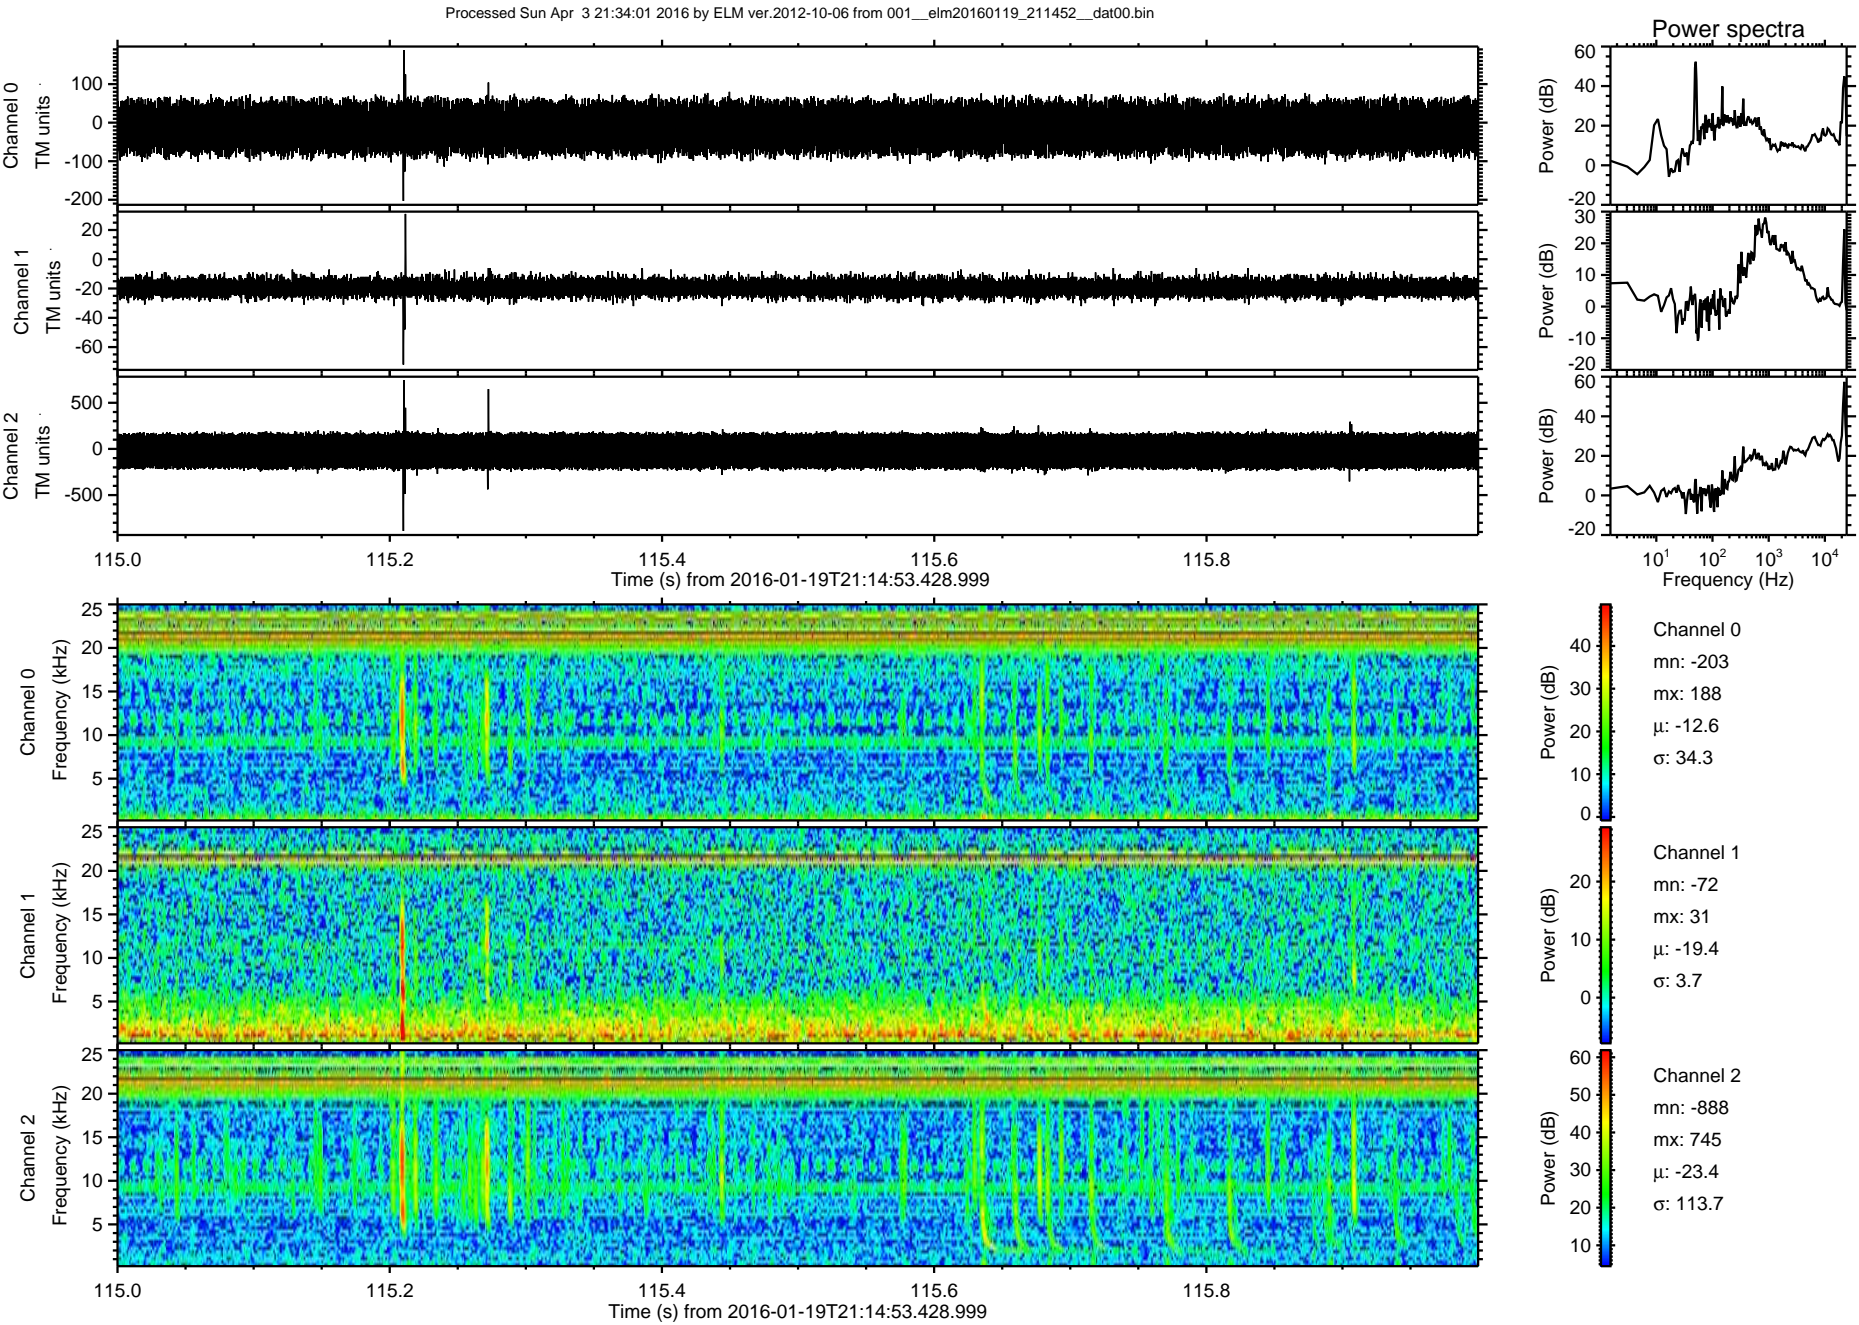 Processed Sun Apr  3 21:34:01 2016 by ELM ver.2012-10-06 from 001__elm20160119_211452__dat00.bin
Power spectra
Channel 0
TM units
100
0
-100
-200
Power (dB)
60
40
20
0
-20
Channel 1
TM units
20
0
-20
-40
-60
Power (dB)
30
20
10
0
-10
-20
Channel 2
TM units
500
0
-500
Power (dB)
60
40
20
0
-20
115.0 115.2 115.4 115.6 115.8
Time (s) from 2016-01-19T21:14:53.428.999
10¹ 10² 10³ 10⁴
Frequency (Hz)
Channel 0
Frequency (kHz)
25
20
15
10
5
Power (dB)
40
30
20
10
0
Channel 0
mn: -203
mx: 188
μ: -12.6
σ: 34.3
Channel 1
Frequency (kHz)
25
20
15
10
5
Power (dB)
20
10
0
Channel 1
mn: -72
mx: 31
μ: -19.4
σ: 3.7
Channel 2
Frequency (kHz)
25
20
15
10
5
Power (dB)
60
50
40
30
20
10
Channel 2
mn: -888
mx: 745
μ: -23.4
σ: 113.7
115.0 115.2 115.4 115.6 115.8
Time (s) from 2016-01-19T21:14:53.428.999